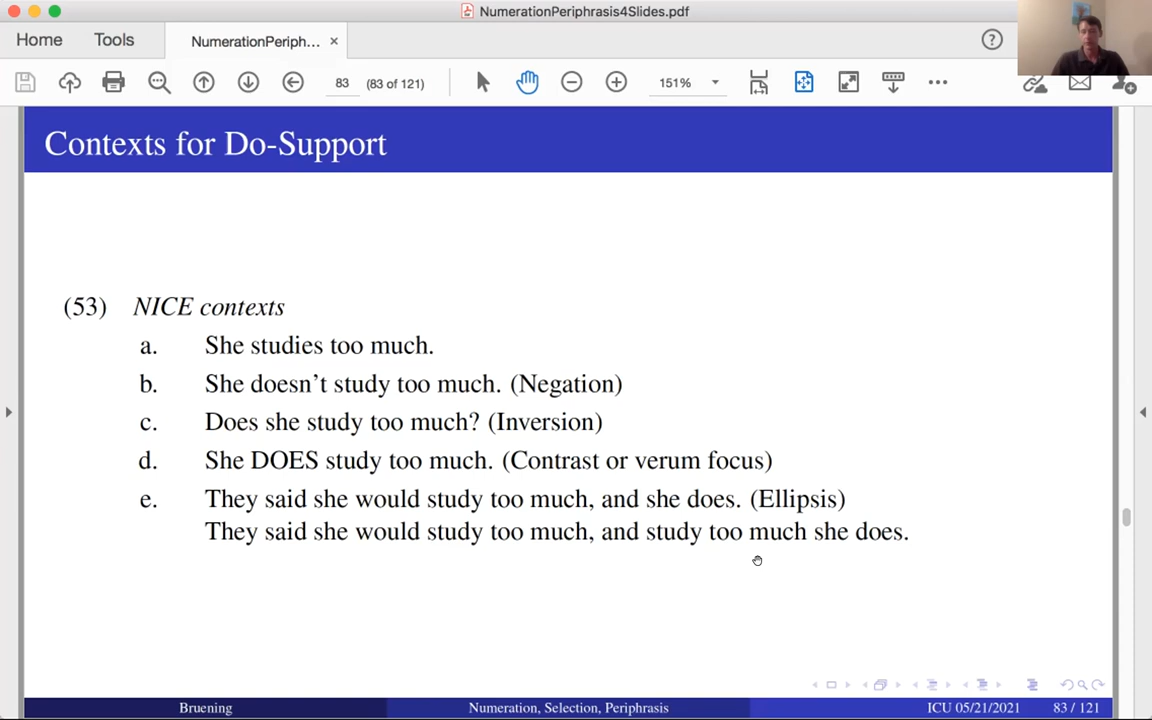 NumerationPeriphrasis4Slides.pdf
Home Tools NumerationPeriph... ×
83 (83 of 121) 151%
Contexts for Do-Support
(53) NICE contexts
a. She studies too much.
b. She doesn't study too much. (Negation)
c. Does she study too much? (Inversion)
d. She DOES study too much. (Contrast or verum focus)
e. They said she would study too much, and she does. (Ellipsis)
They said she would study too much, and study too much she does.
Bruening Numeration, Selection, Periphrasis ICU 05/21/2021 83 / 121